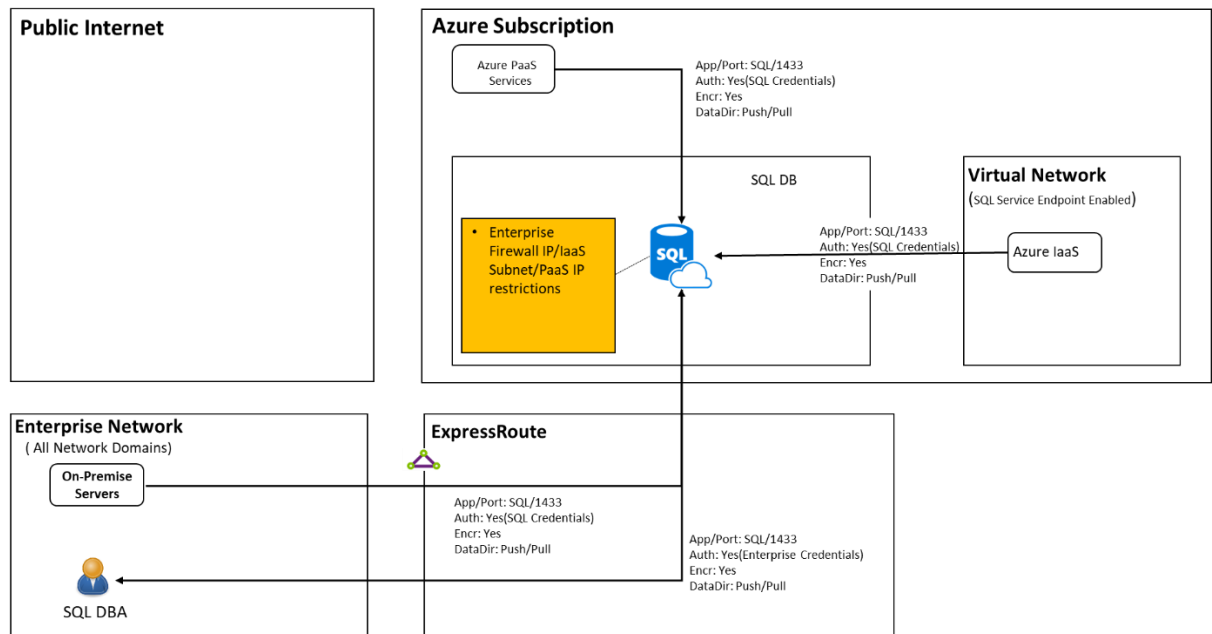 Public Internet
Azure Subscription
Azure PaaS
Services
App/Port: SQL/1433
Auth: Yes(SQL Credentials)
Encr: Yes
DataDir: Push/Pull
SQL DB
• Enterprise
Firewall IP/IaaS
Subnet/PaaS IP
restrictions
SQL
App/Port: SQL/1433
Auth: Yes(SQL Credentials)
Encr: Yes
DataDir: Push/Pull
Virtual Network
(SQL Service Endpoint Enabled)
Azure IaaS
Enterprise Network
( All Network Domains)
On-Premise
Servers
SQL DBA
ExpressRoute
App/Port: SQL/1433
Auth: Yes(SQL Credentials)
Encr: Yes
DataDir: Push/Pull
App/Port: SQL/1433
Auth: Yes(Enterprise Credentials)
Encr: Yes
DataDir: Push/Pull